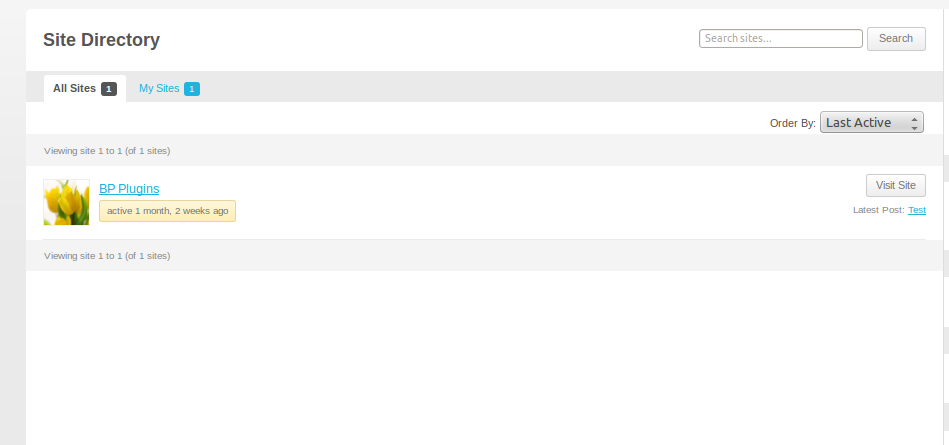 Site Directory
Search sites...
Search
All Sites 1
My Sites 1
Order By: Last Active
Viewing site 1 to 1 (of 1 sites)
BP Plugins
Visit Site
active 1 month, 2 weeks ago
Latest Post: Test
Viewing site 1 to 1 (of 1 sites)